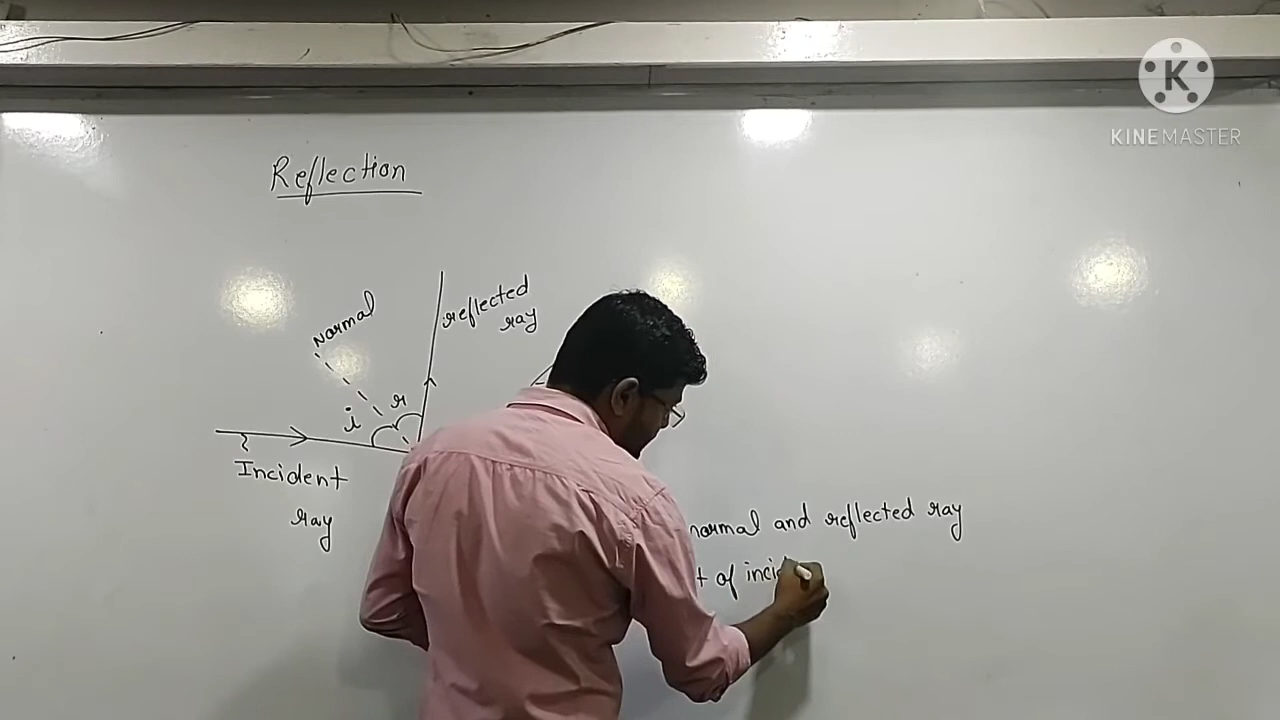 KINEMASTER
Reflection
Normal
reflected
ray
i
r
Incident
ray
normal and reflected ray
of inci